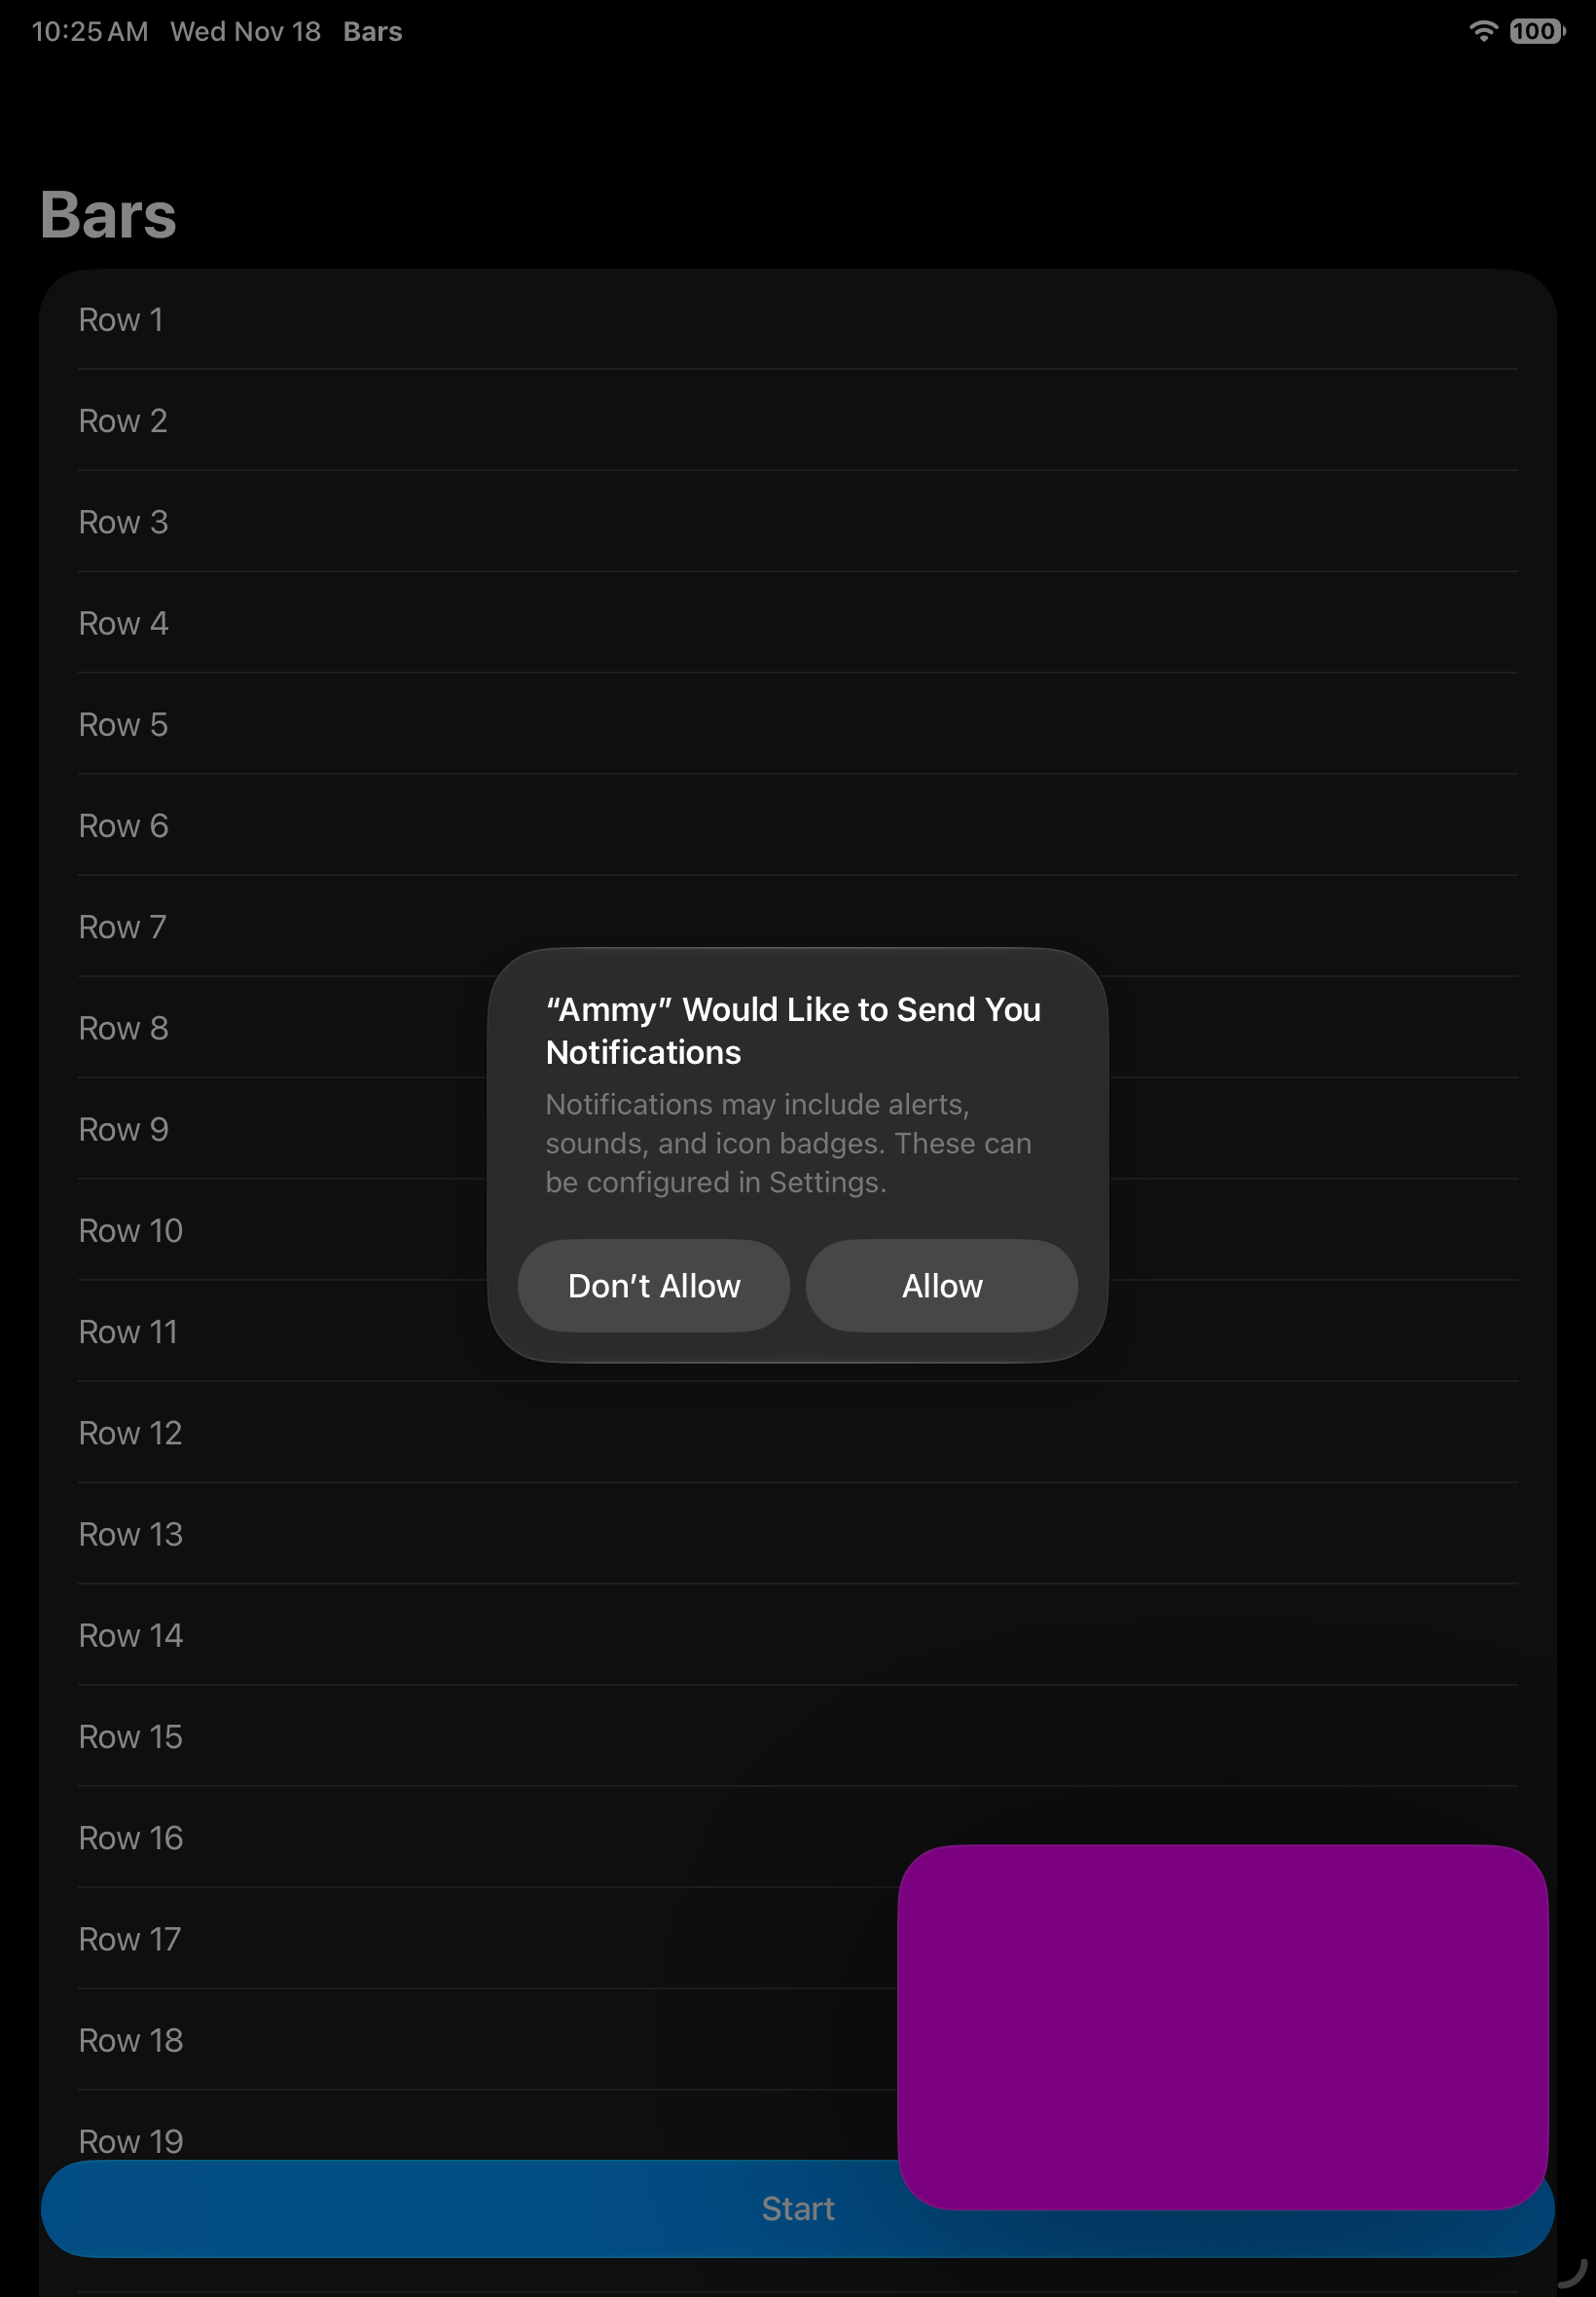 10:25 AM Wed Nov 18 Bars 100
Bars
Row 1
Row 2
Row 3
Row 4
Row 5
Row 6
Row 7
Row 8
Row 9
Row 10
Row 11
Row 12
Row 13
Row 14
Row 15
Row 16
Row 17
Row 18
Row 19
“Ammy” Would Like to Send You
Notifications
Notifications may include alerts,
sounds, and icon badges. These can
be configured in Settings.
Don’t Allow Allow
Start